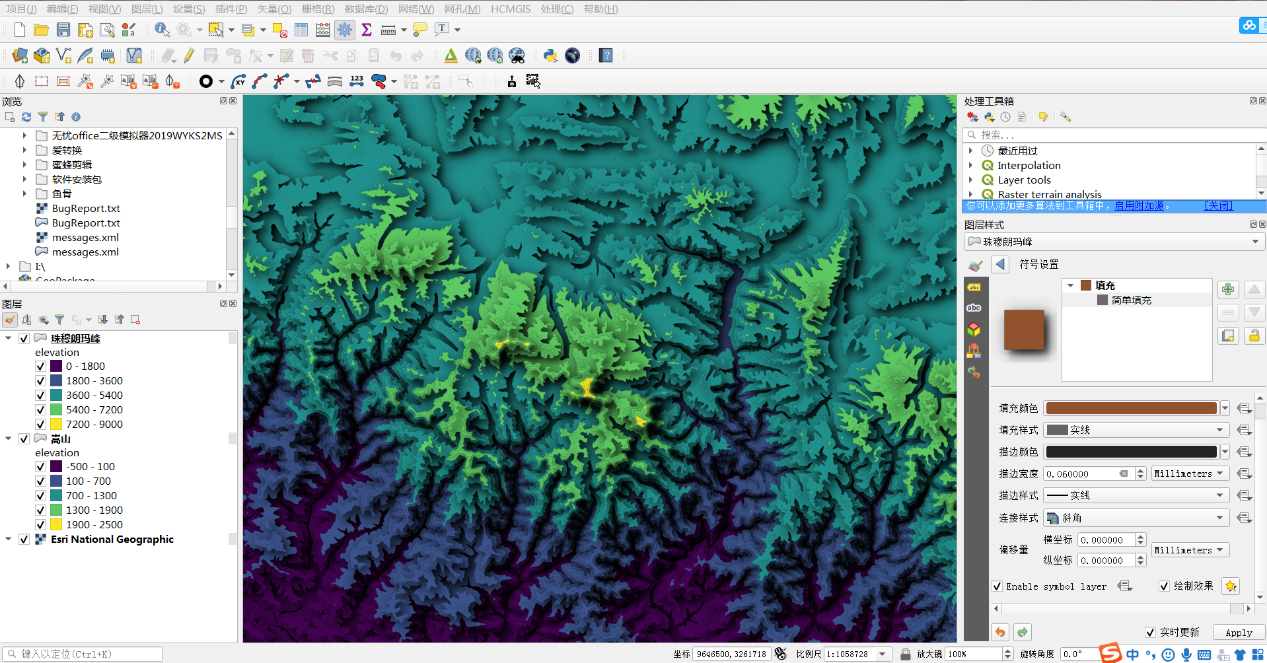 项目(J) 编辑(E) 视图(V) 图层(L) 设置(S) 插件(P) 矢量(O) 栅格(R) 数据库(D) 网络(W) 网孔(M) HCMGIS 处理(C) 帮助(H)
浏览
无忧office二级模拟器2019WYKS2MS
爱转换
蜜蜂剪辑
软件安装包
鱼骨
BugReport.txt
BugReport.txt
messages.xml
messages.xml
I:\
GeoPackage
图层
珠穆朗玛峰
elevation
0 - 1800
1800 - 3600
3600 - 5400
5400 - 7200
7200 - 9000
嵩山
elevation
-500 - 100
100 - 700
700 - 1300
1300 - 1900
1900 - 2500
Esri National Geographic
处理工具箱
搜索...
最近用过
Interpolation
Layer tools
Raster terrain analysis
你可以添加更多算法到工具箱中，启用附加源。 [关闭]
图层样式
珠穆朗玛峰
符号设置
填充
简单填充
填充颜色
填充样式 实线
描边颜色
描边宽度 0.060000 Millimeters
描边样式 实线
连接样式 斜角
偏移量 横坐标 0.000000 Millimeters
纵坐标 0.000000
Enable symbol layer 绘制效果
实时更新 Apply
键入以定位(Ctrl+K) 坐标 9646500,3261718 比例尺 1:1058728 放大镜 100% 旋转角度 0.0° 中